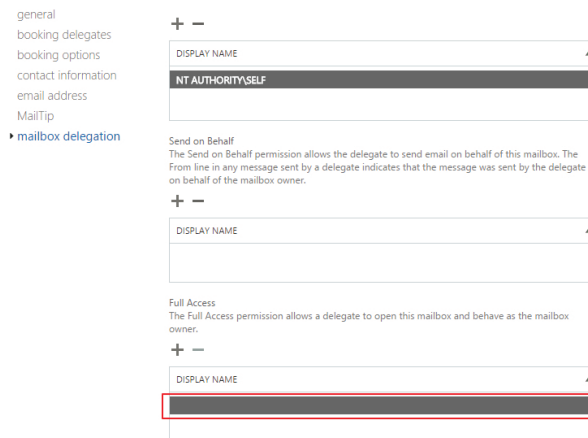 general
booking delegates
booking options
contact information
email address
MailTip
mailbox delegation
DISPLAY NAME
NT AUTHORITY\SELF
Send on Behalf
The Send on Behalf permission allows the delegate to send email on behalf of this mailbox. The
From line in any message sent by a delegate indicates that the message was sent by the delegate
on behalf of the mailbox owner.
DISPLAY NAME
Full Access
The Full Access permission allows a delegate to open this mailbox and behave as the mailbox
owner.
DISPLAY NAME